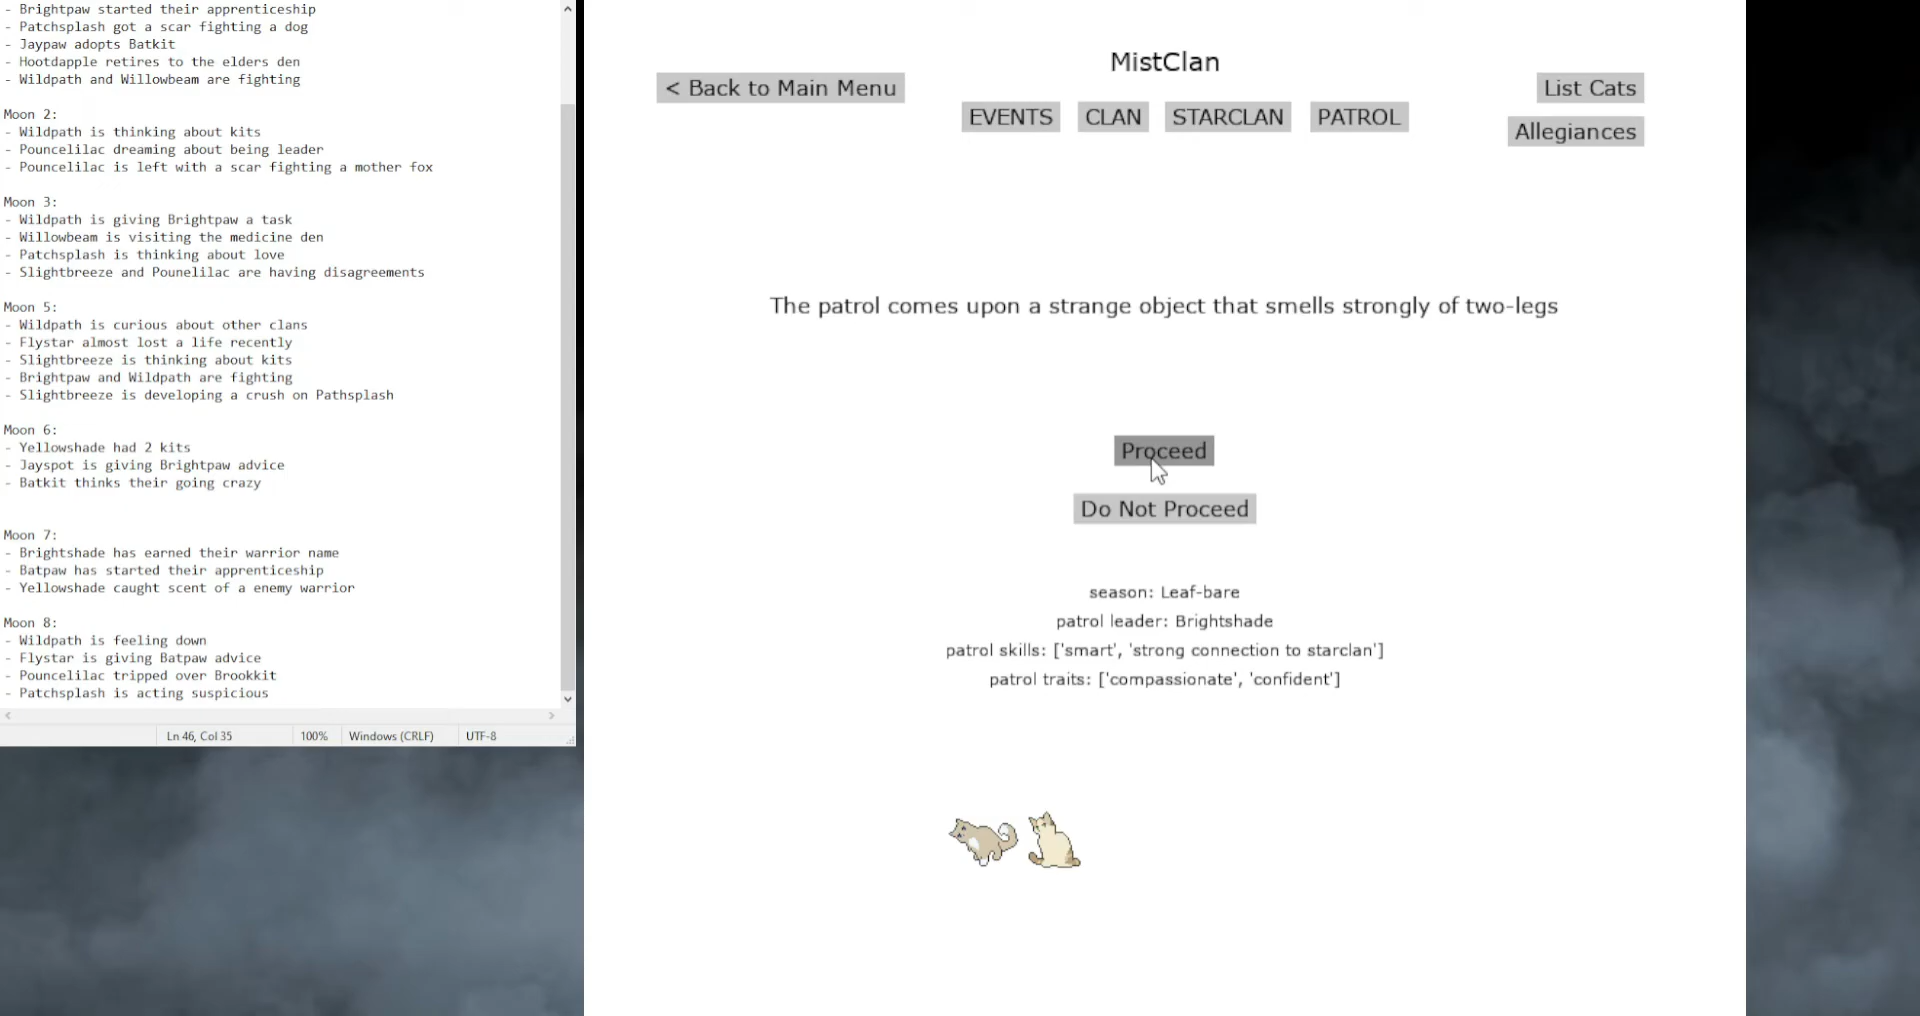 - Brightpaw started their apprenticeship
- Patchsplash got a scar fighting a dog
- Jaypaw adopts Batkit
- Hootdapple retires to the elders den
- Wildpath and Willowbeam are fighting
Moon 2:
- Wildpath is thinking about kits
- Pouncelilac dreaming about being leader
- Pouncelilac is left with a scar fighting a mother fox
Moon 3:
- Wildpath is giving Brightpaw a task
- Willowbeam is visiting the medicine den
- Patchsplash is thinking about love
- Slightbreeze and Pounelilac are having disagreements
Moon 5:
- Wildpath is curious about other clans
- Flystar almost lost a life recently
- Slightbreeze is thinking about kits
- Brightpaw and Wildpath are fighting
- Slightbreeze is developing a crush on Pathsplash
Moon 6:
- Yellowshade had 2 kits
- Jayspot is giving Brightpaw advice
- Batkit thinks their going crazy
Moon 7:
- Brightshade has earned their warrior name
- Batpaw has started their apprenticeship
- Yellowshade caught scent of a enemy warrior
Moon 8:
- Wildpath is feeling down
- Flystar is giving Batpaw advice
- Pouncelilac tripped over Brookkit
- Patchsplash is acting suspicious
Ln 46, Col 35 100% Windows (CRLF) UTF-8
MistClan
< Back to Main Menu
List Cats
EVENTS CLAN STARCLAN PATROL
Allegiances
The patrol comes upon a strange object that smells strongly of two-legs
Proceed
Do Not Proceed
season: Leaf-bare
patrol leader: Brightshade
patrol skills: ['smart', 'strong connection to starclan']
patrol traits: ['compassionate', 'confident']